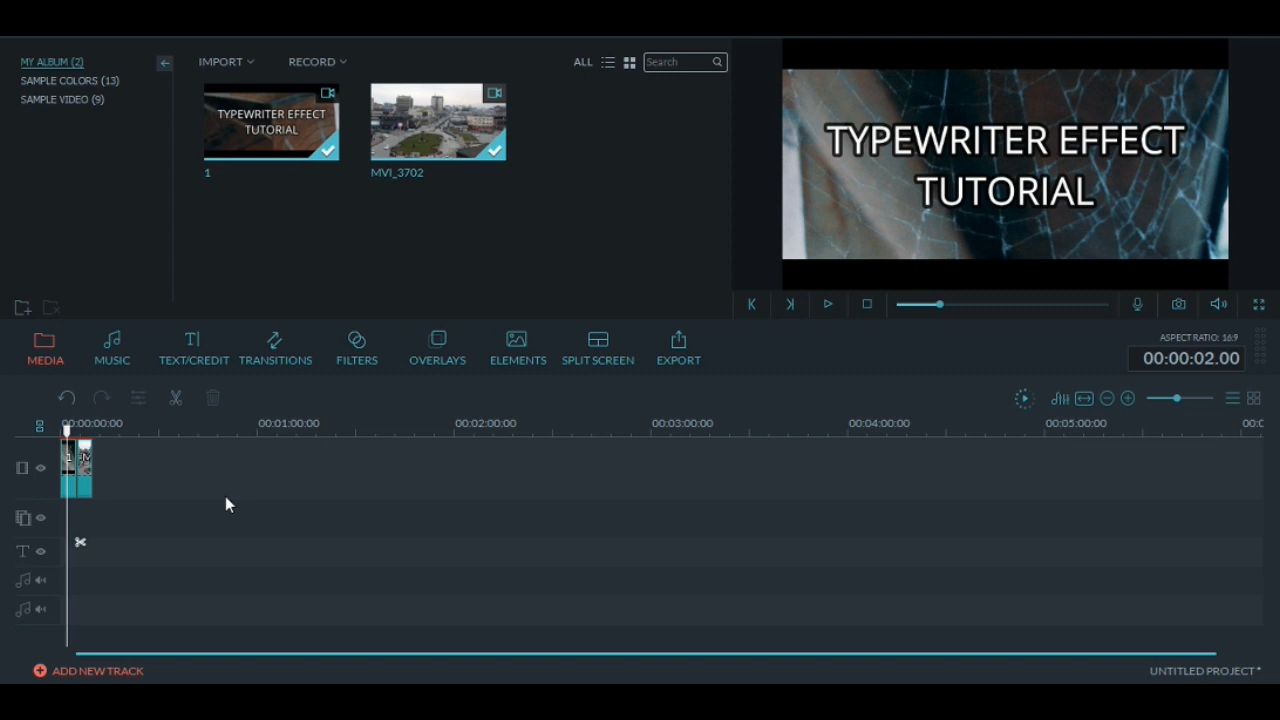 MY ALBUM (2)
SAMPLE COLORS (13)
SAMPLE VIDEO (9)
IMPORT
RECORD
ALL
Search
TYPEWRITER EFFECT
TUTORIAL
1
MVI_3702
TYPEWRITER EFFECT
TUTORIAL
MEDIA
MUSIC
TEXT/CREDIT
TRANSITIONS
FILTERS
OVERLAYS
ELEMENTS
SPLIT SCREEN
EXPORT
ASPECT RATIO: 16:9
00:00:02.00
00:00:00:00
00:01:00:00
00:02:00:00
00:03:00:00
00:04:00:00
00:05:00:00
ADD NEW TRACK
UNTITLED PROJECT *